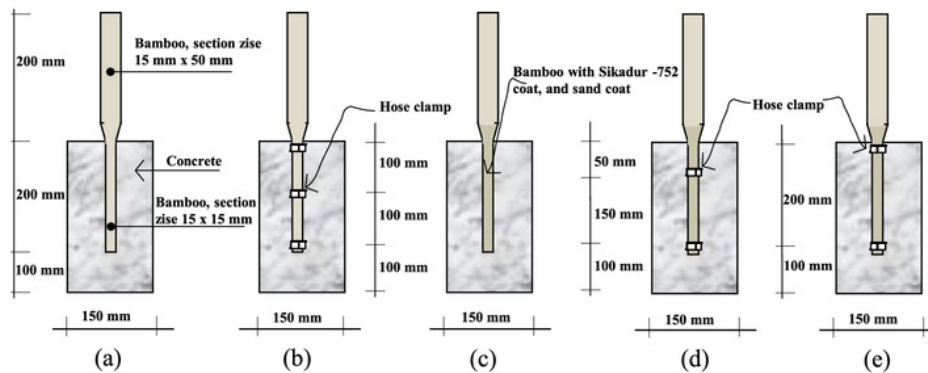 200 mm
Bamboo, section zise
15 mm x 50 mm
Concrete
200 mm
Bamboo, section
zise 15 x 15 mm
100 mm
150 mm
(a)
Hose clamp
100 mm
100 mm
100 mm
150 mm
(b)
Bamboo with Sikadur -752
coat, and sand coat
150 mm
(c)
Hose clamp
50 mm
150 mm
100 mm
150 mm
(d)
200 mm
100 mm
150 mm
(e)